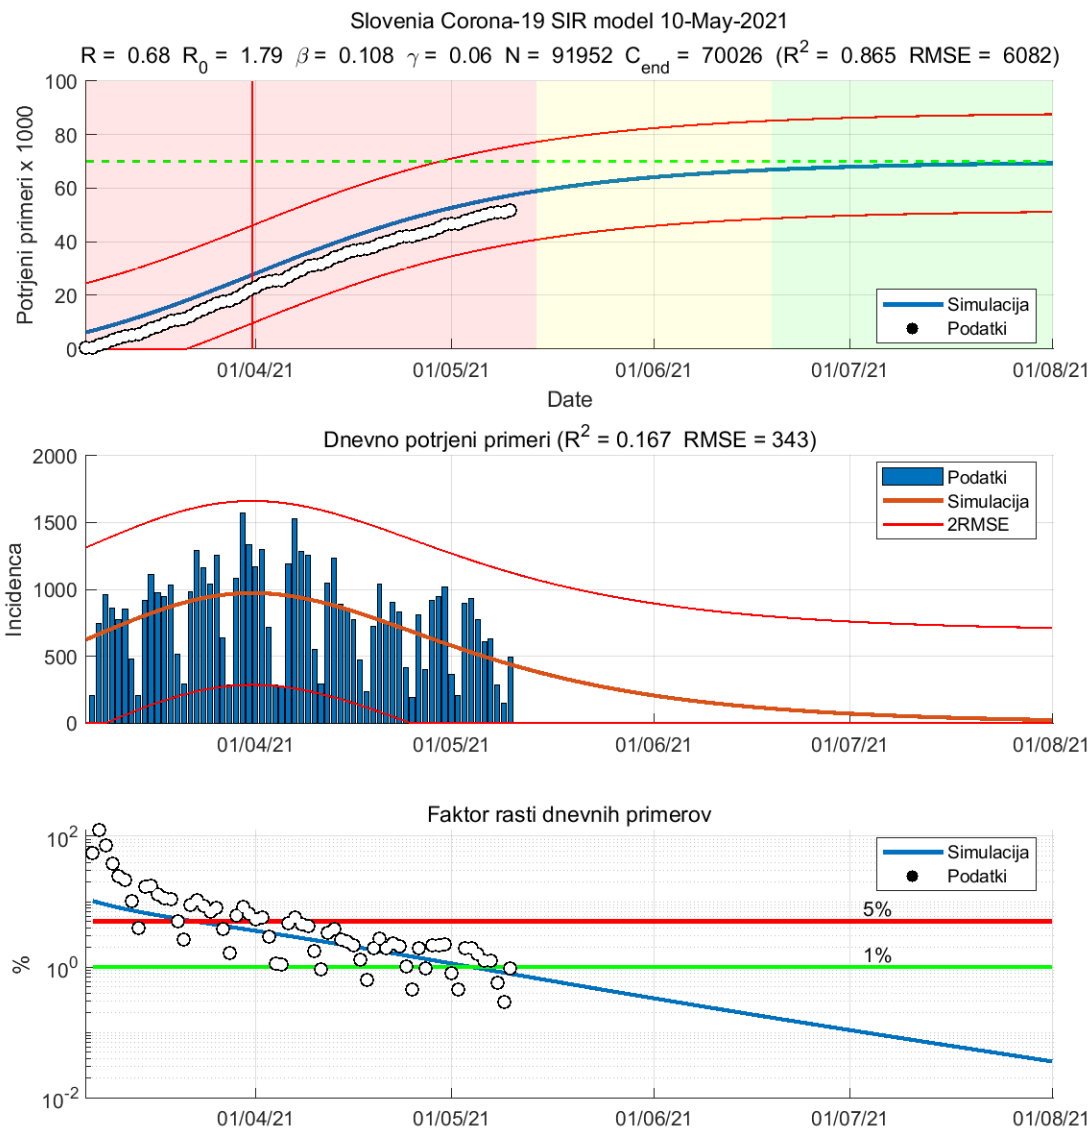 Slovenia Corona-19 SIR model 10-May-2021
R = 0.68 R₀ = 1.79 β = 0.108 γ = 0.06 N = 91952 C_end = 70026 (R² = 0.865 RMSE = 6082)
100
80
60
40
20
0
Potrjeni primeri x 1000
Simulacija
Podatki
01/04/21 01/05/21 01/06/21 01/07/21 01/08/21
Date
Dnevno potrjeni primeri (R² = 0.167 RMSE = 343)
2000
1500
1000
500
0
Incidenca
Podatki
Simulacija
2RMSE
01/04/21 01/05/21 01/06/21 01/07/21 01/08/21
Faktor rasti dnevnih primerov
10²
10⁰
10⁻²
%
Simulacija
Podatki
5%
1%
01/04/21 01/05/21 01/06/21 01/07/21 01/08/21